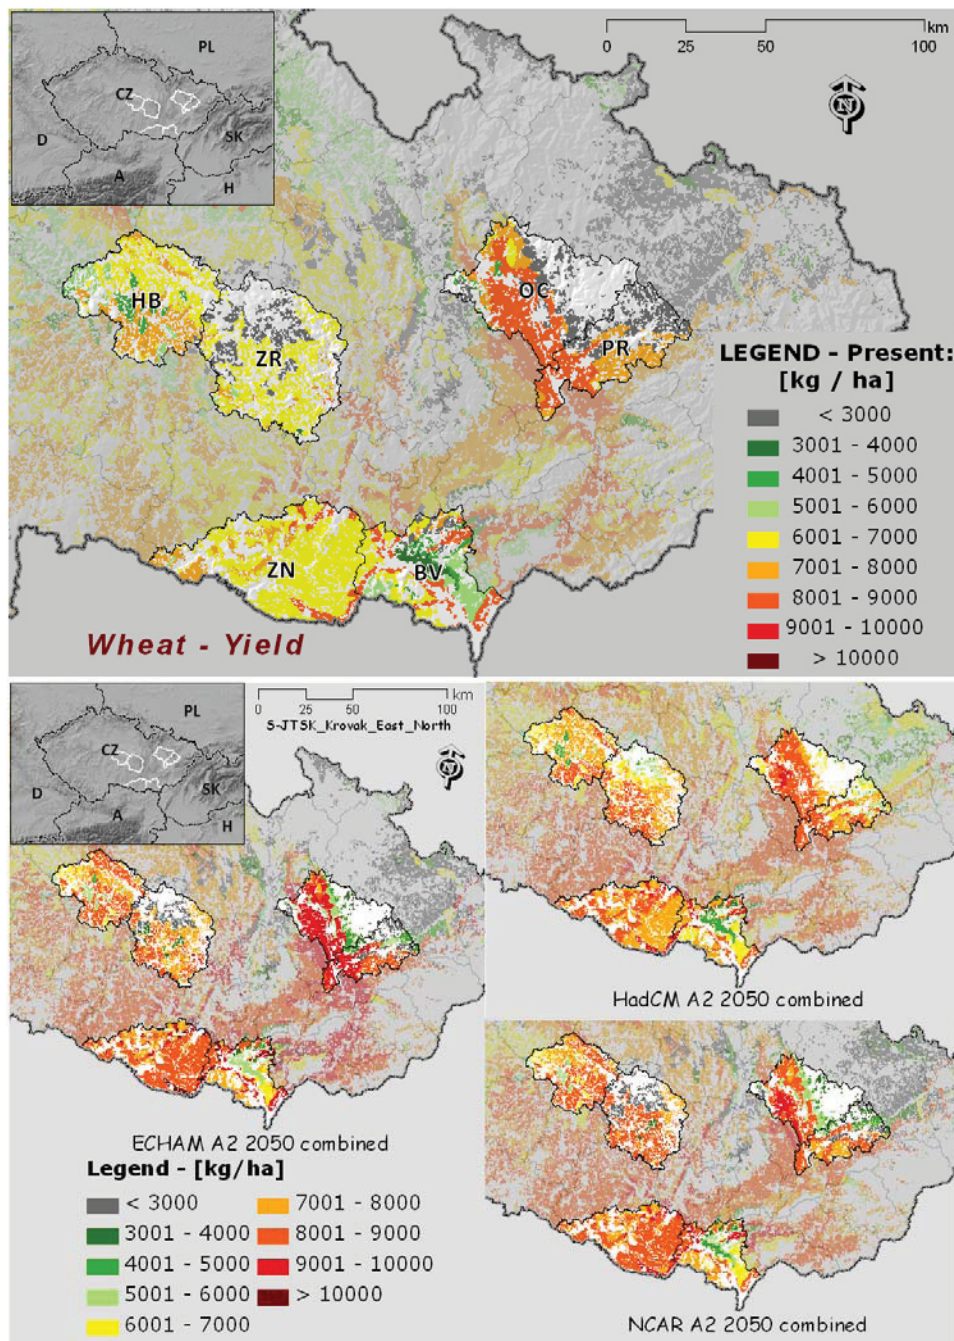 PL
CZ
D
SK
A
H
km
0 25 50 100
N
HB
ZR
OC
PR
ZN
BV
Wheat - Yield
LEGEND - Present:
[kg / ha]
< 3000
3001 - 4000
4001 - 5000
5001 - 6000
6001 - 7000
7001 - 8000
8001 - 9000
9001 - 10000
> 10000
PL
CZ
D
SK
A
H
km
0 25 50 100
S-JTSK_Krovak_East_North
N
HadCM A2 2050 combined
ECHAM A2 2050 combined
Legend - [kg/ha]
< 3000
3001 - 4000
4001 - 5000
5001 - 6000
6001 - 7000
7001 - 8000
8001 - 9000
9001 - 10000
> 10000
NCAR A2 2050 combined